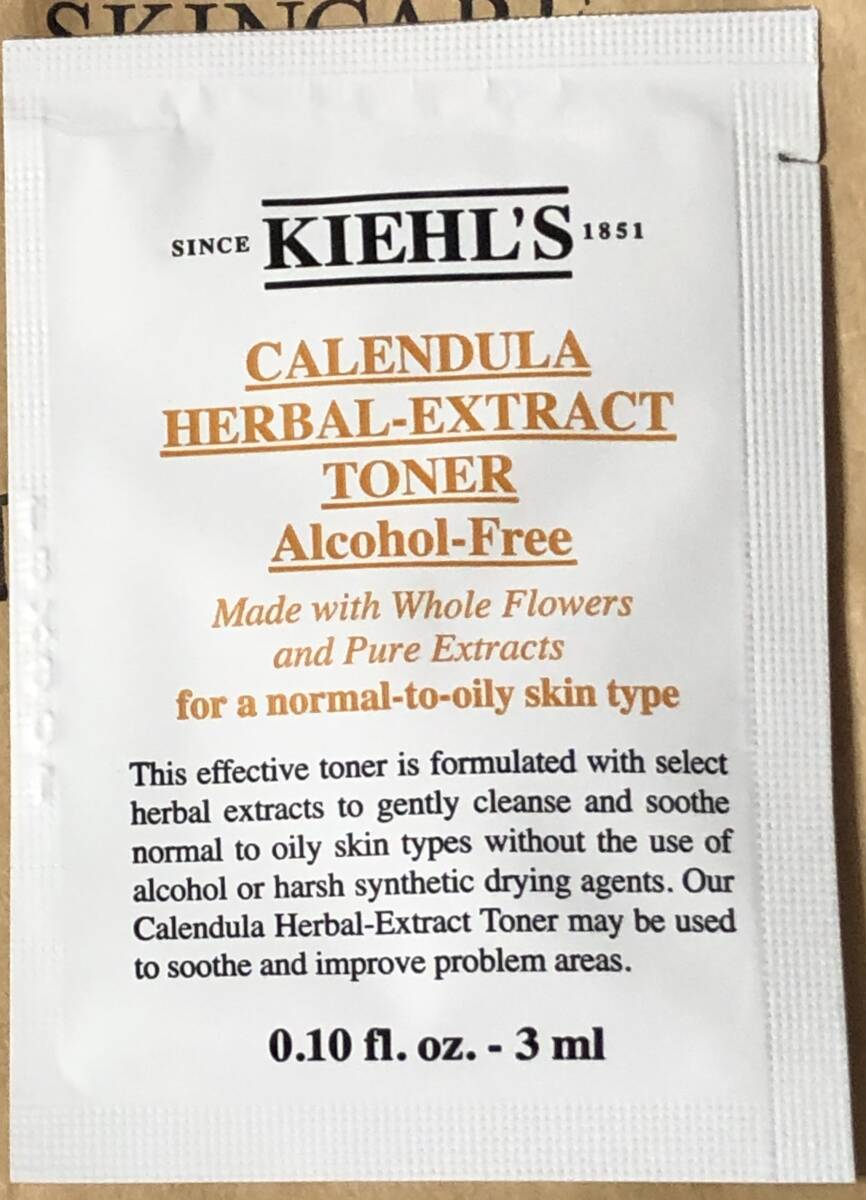 SKINCARE
SINCE KIEHL'S 1851
CALENDULA
HERBAL-EXTRACT
TONER
Alcohol-Free
Made with Whole Flowers
and Pure Extracts
for a normal-to-oily skin type
This effective toner is formulated with select
herbal extracts to gently cleanse and soothe
normal to oily skin types without the use of
alcohol or harsh synthetic drying agents. Our
Calendula Herbal-Extract Toner may be used
to soothe and improve problem areas.
0.10 fl. oz. - 3 ml